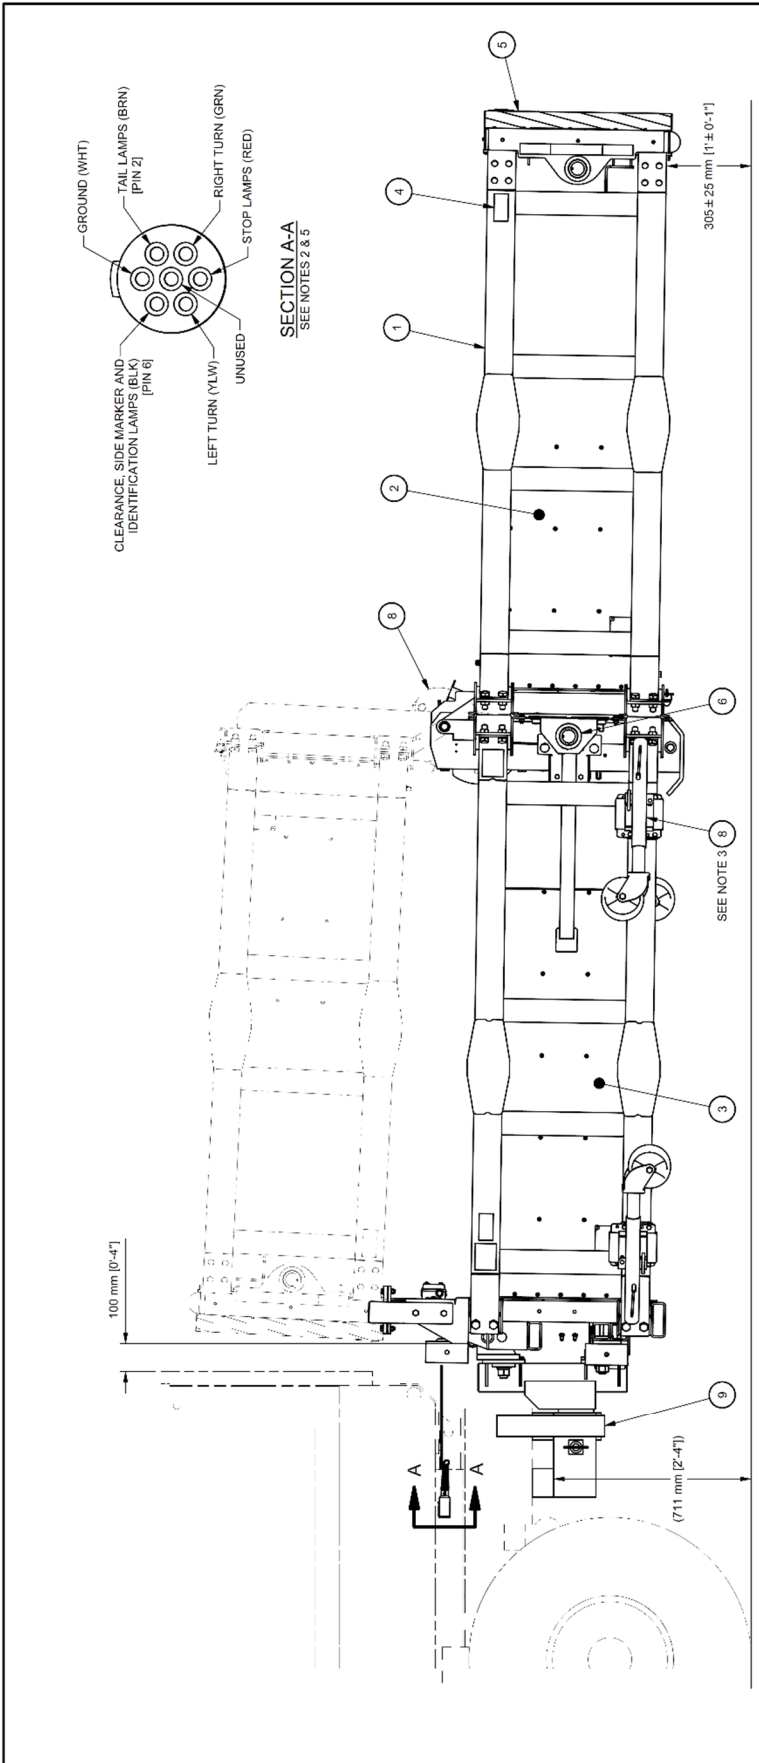 CLEARANCE, SIDE MARKER AND
IDENTIFICATION LAMPS (BLK)
[PIN 6]
GROUND (WHT)
TAIL LAMPS (BRN)
[PIN 2]
RIGHT TURN (GRN)
STOP LAMPS (RED)
LEFT TURN (YLW)
UNUSED
SECTION A-A
SEE NOTES 2 & 5
100 mm [0'-4"]
8
2
1
4
5
A
A
(711 mm [2'-4"])
9
3
SEE NOTE 3
8
6
305 ± 25 mm [1' ± 0'-1"]